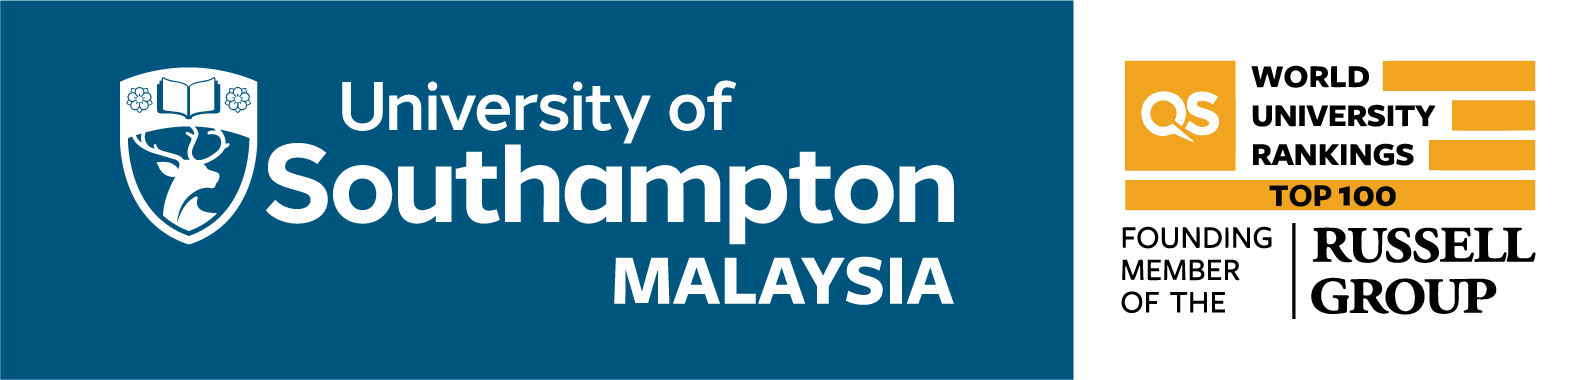 University of
Southampton
MALAYSIA
QS
WORLD
UNIVERSITY
RANKINGS
TOP 100
FOUNDING
MEMBER
OF THE
RUSSELL
GROUP